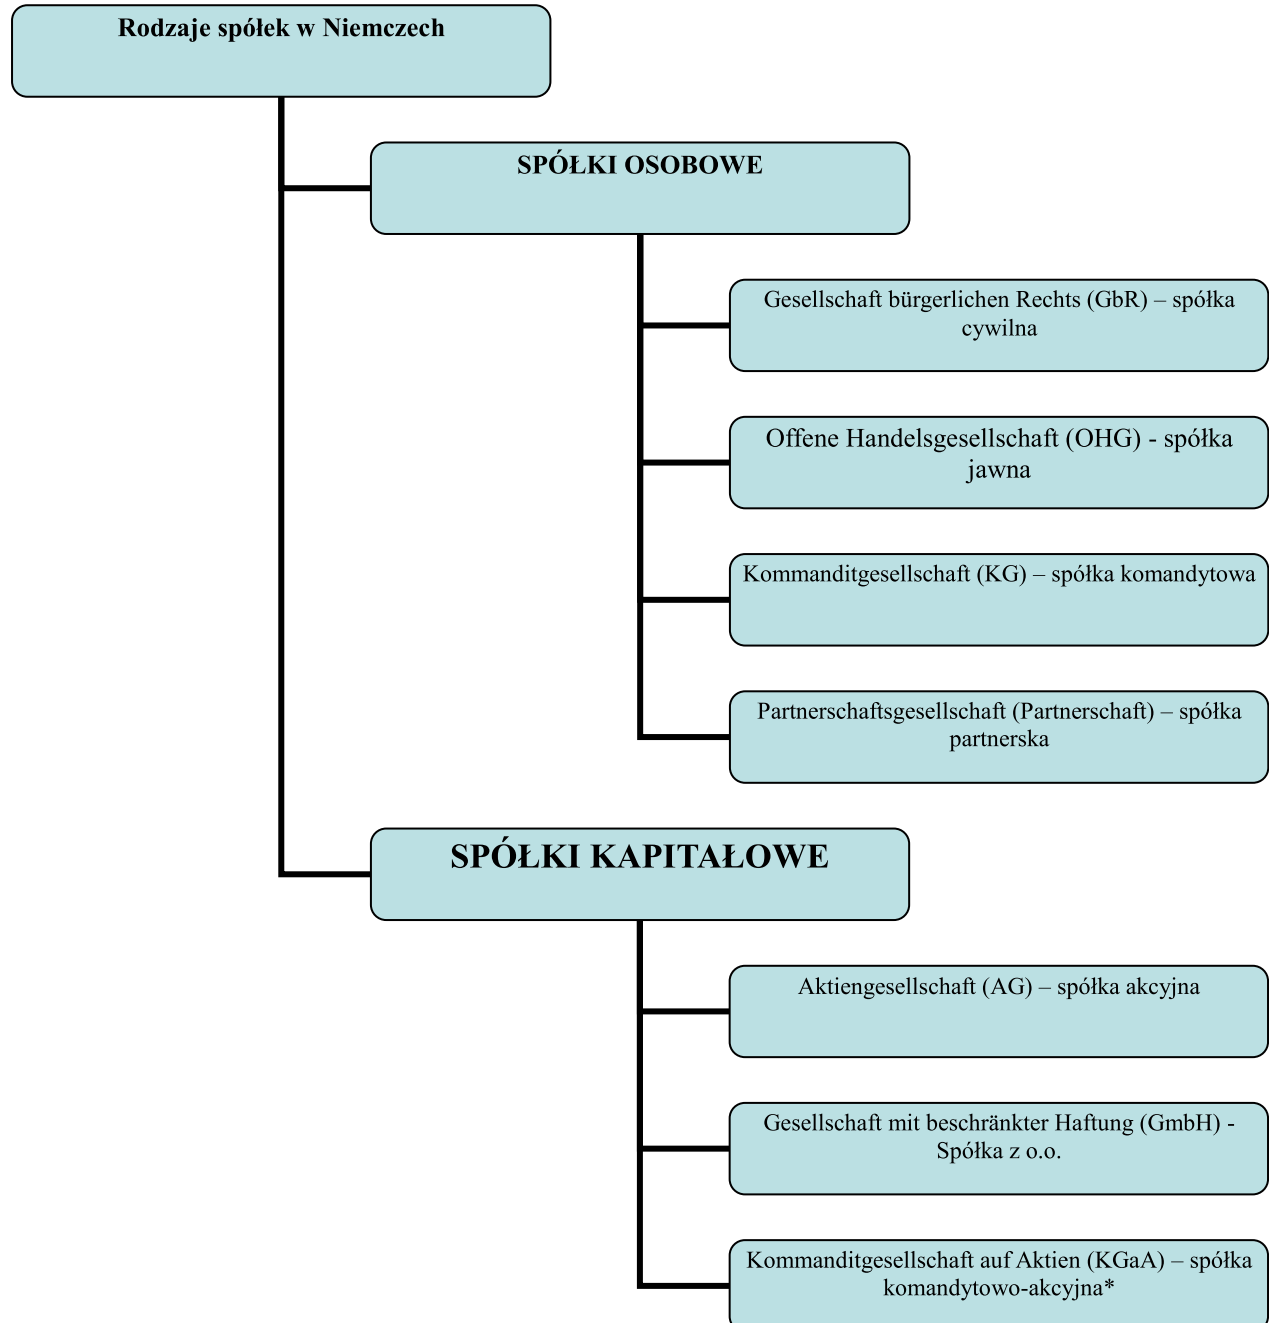 Rodzaje spółek w Niemczech
SPÓŁKI OSOBOWE
Gesellschaft bürgerlichen Rechts (GbR) – spółka
cywilna
Offene Handelsgesellschaft (OHG) - spółka
jawna
Kommanditgesellschaft (KG) – spółka komandytowa
Partnerschaftsgesellschaft (Partnerschaft) – spółka
partnerska
SPÓŁKI KAPITAŁOWE
Aktiengesellschaft (AG) – spółka akcyjna
Gesellschaft mit beschränkter Haftung (GmbH) -
Spółka z o.o.
Kommanditgesellschaft auf Aktien (KGaA) – spółka
komandytowo-akcyjna*